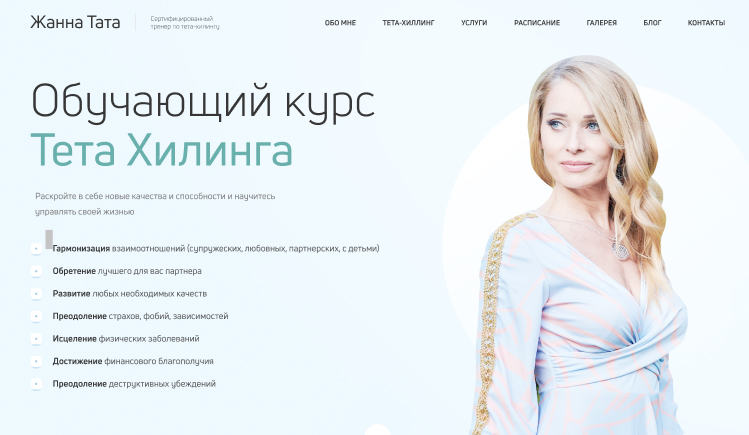 Жанна Тата
Сертифицированный
тренер по тета-хилингу
ОБО МНЕ
ТЕТА-ХИЛЛИНГ
УСЛУГИ
РАСПИСАНИЕ
ГАЛЕРЕЯ
БЛОГ
КОНТАКТЫ
Обучающий курс
Тета Хилинга
Раскройте в себе новые качества и способности и научитесь
управлять своей жизнью
Гармонизация взаимоотношений (супружеских, любовных, партнерских, с детьми)
Обретение лучшего для вас партнера
Развитие любых необходимых качеств
Преодоление страхов, фобий, зависимостей
Исцеление физических заболеваний
Достижение финансового благополучия
Преодоление деструктивных убеждений